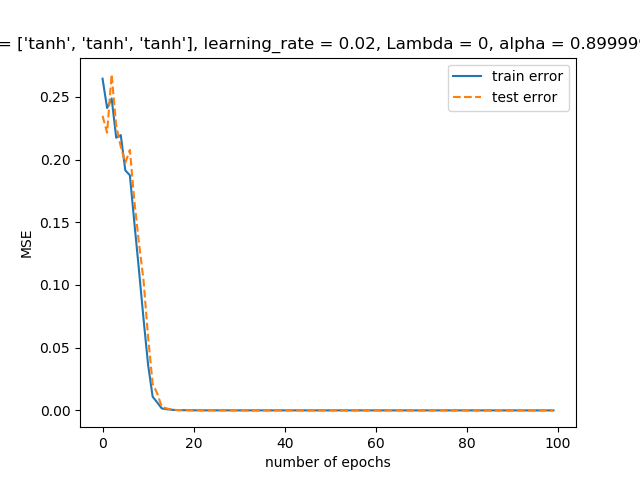 = ['tanh', 'tanh', 'tanh'], learning_rate = 0.02, Lambda = 0, alpha = 0.899999
train error
test error
0.25
0.20
0.15
0.10
0.05
0.00
MSE
0 20 40 60 80 100
number of epochs